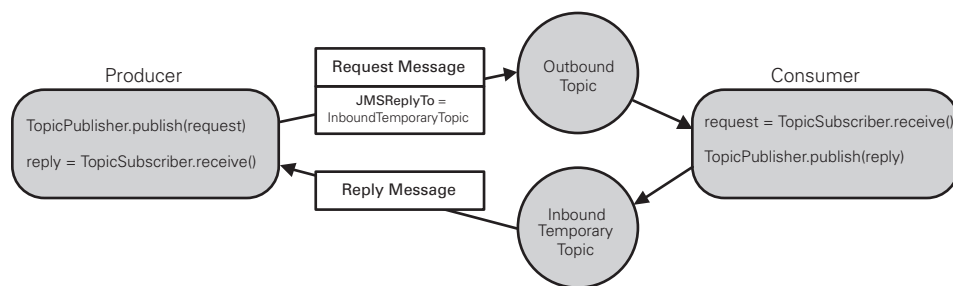 Producer
TopicPublisher.publish(request)
reply = TopicSubscriber.receive()
Request Message
JMSReplyTo =
InboundTemporaryTopic
Outbound
Topic
Consumer
request = TopicSubscriber.receive()
TopicPublisher.publish(reply)
Reply Message
Inbound
Temporary
Topic